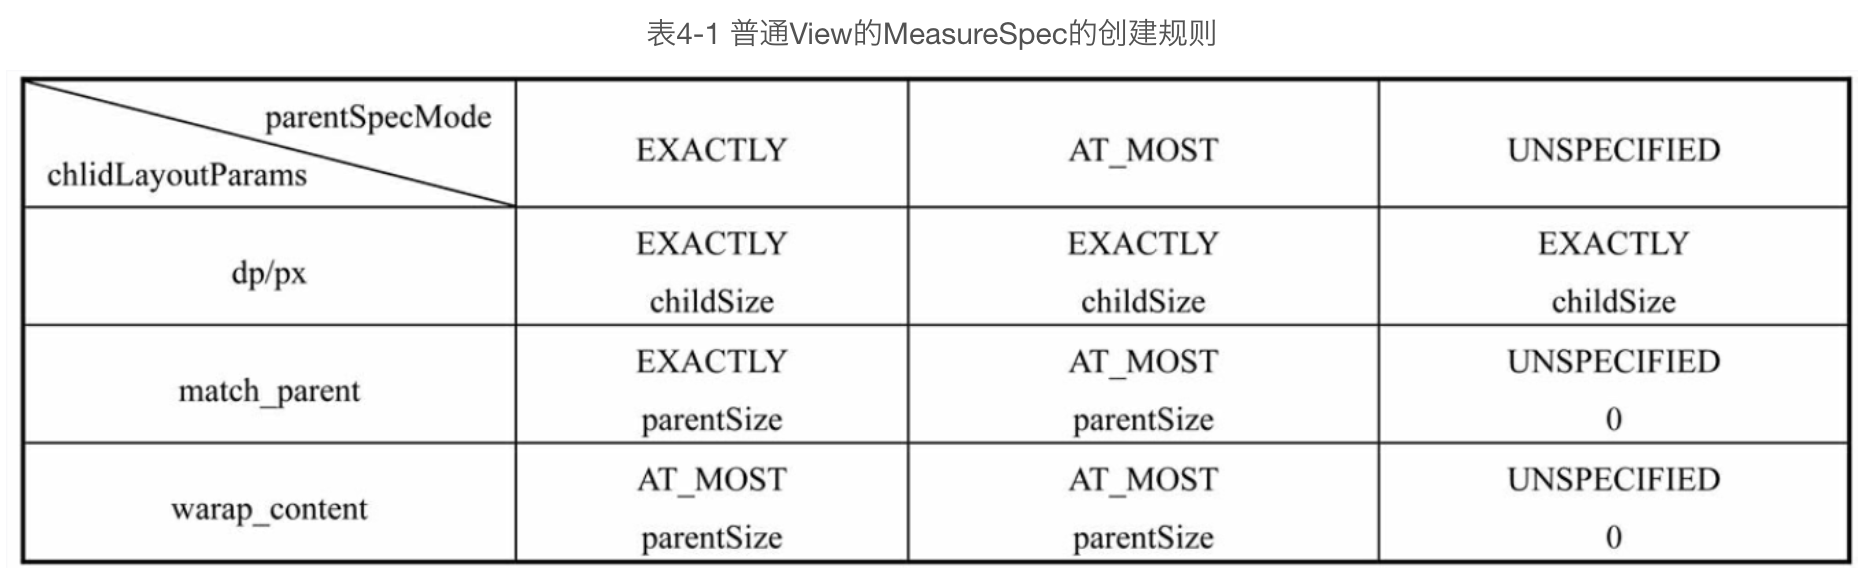 表4-1 普通View的MeasureSpec的创建规则
parentSpecMode
chlidLayoutParams
EXACTLY
AT_MOST
UNSPECIFIED
dp/px
EXACTLY
childSize
EXACTLY
childSize
EXACTLY
childSize
match_parent
EXACTLY
parentSize
AT_MOST
parentSize
UNSPECIFIED
0
warap_content
AT_MOST
parentSize
AT_MOST
parentSize
UNSPECIFIED
0